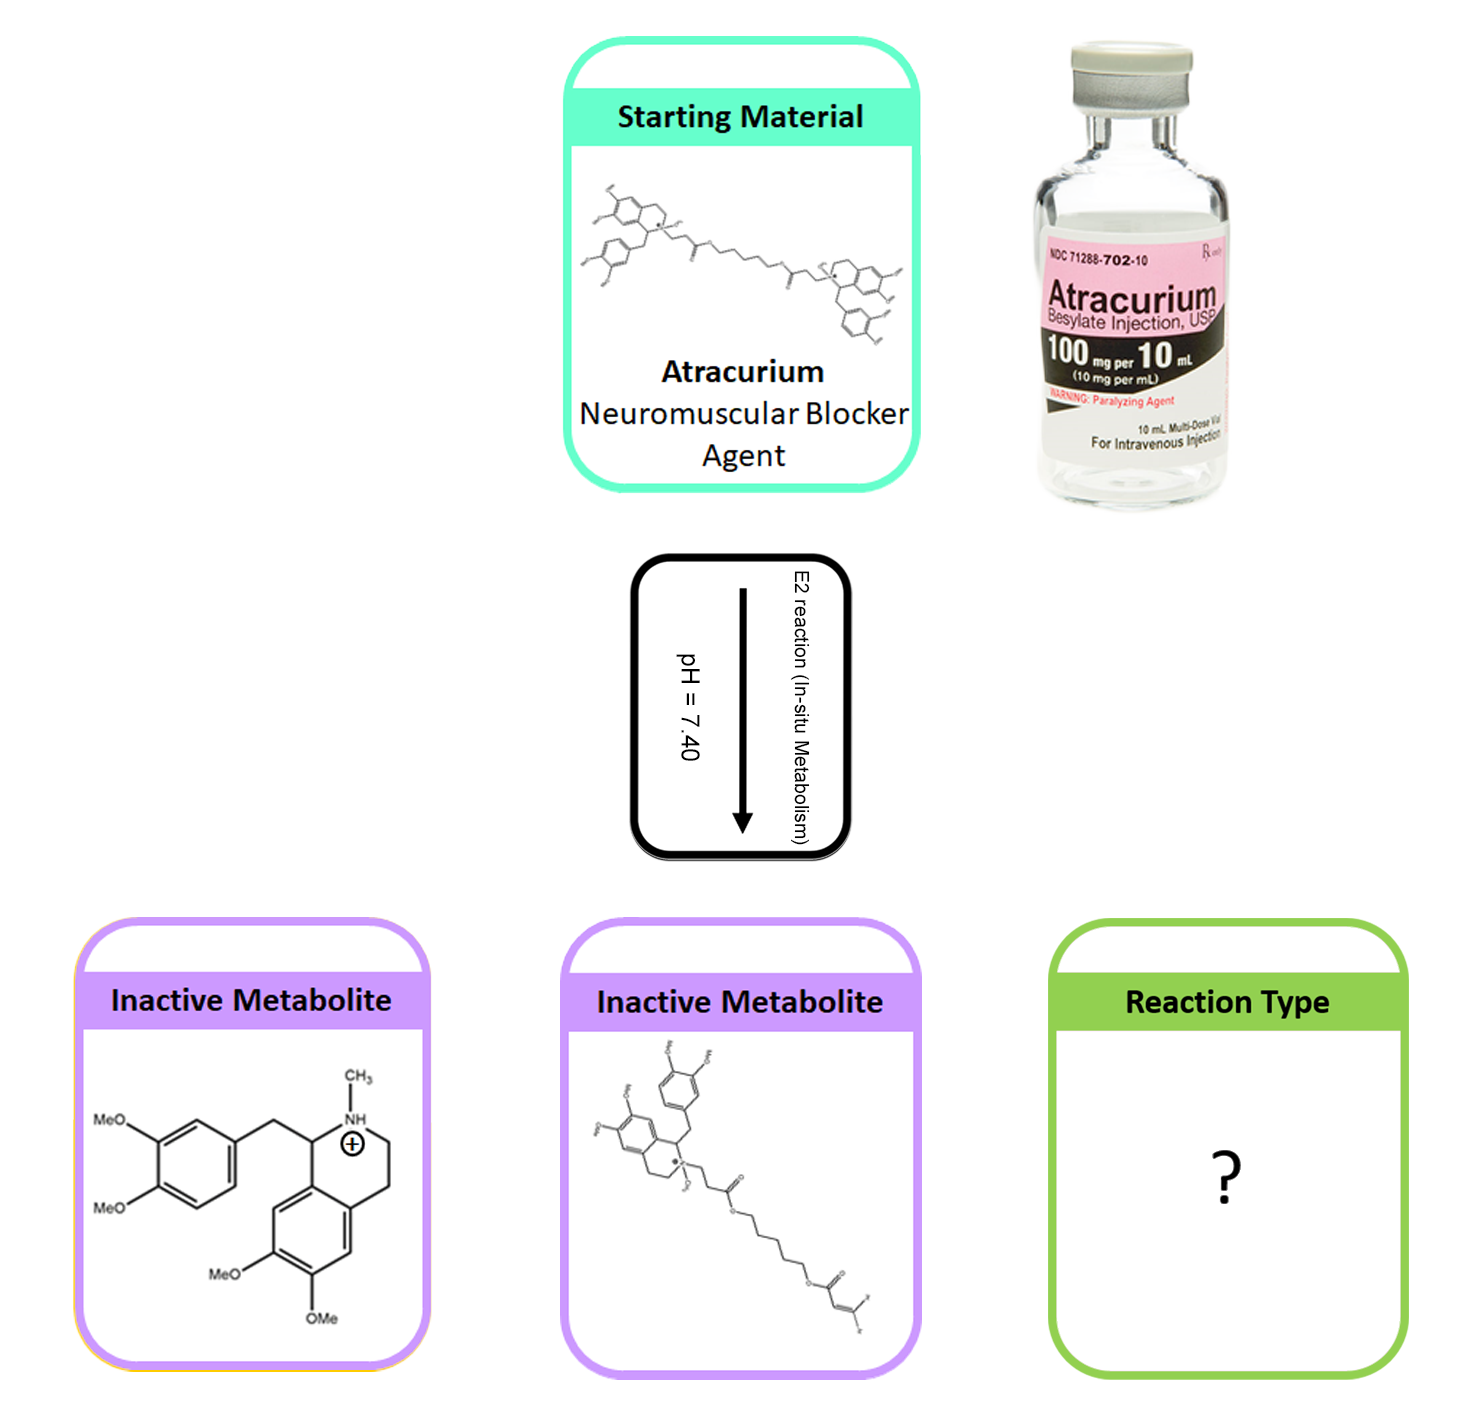 Starting Material
Atracurium
Neuromuscular Blocker
Agent
NDC 71288-702-10
Rx only
Atracurium
Besylate Injection, USP
100 mg per 10 mL
(10 mg per mL)
WARNING: Paralyzing Agent
10 mL Multi-Dose Vial
For Intravenous Injection
E2 reaction (In-situ Metabolism)
pH = 7.40
Inactive Metabolite
CH3
MeO
NH
+
MeO
MeO
OMe
Inactive Metabolite
Reaction Type
?